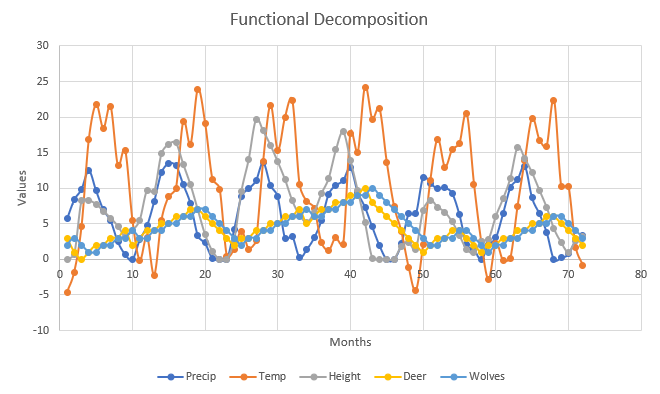 Functional Decomposition
30
25
20
15
10
5
0
-5
-10
Values
0 10 20 30 40 50 60 70 80
Months
Precip Temp Height Deer Wolves